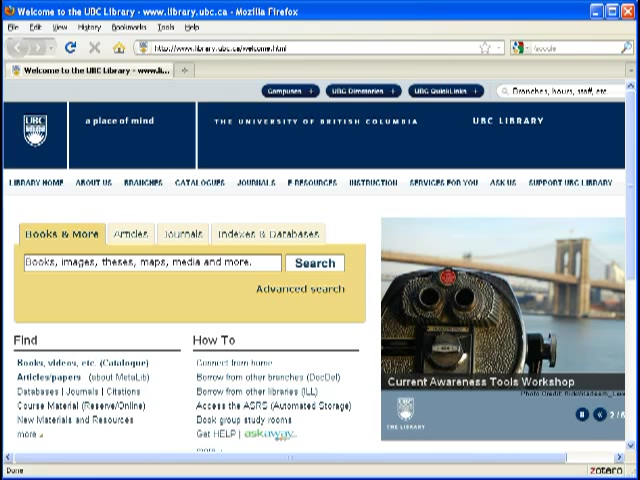 Welcome to the UBC Library - www.library.ubc.ca - Mozilla Firefox
File Edit View History Bookmarks Tools Help
http://www.library.ubc.ca/welcome.html
Google
Welcome to the UBC Library - www.li...
Campuses + UBC Directories + UBC QuickLinks + Branches, hours, staff, etc.
UBC a place of mind THE UNIVERSITY OF BRITISH COLUMBIA UBC LIBRARY
LIBRARY HOME ABOUT US BRANCHES CATALOGUES JOURNALS E-RESOURCES INSTRUCTION SERVICES FOR YOU ASK US SUPPORT UBC LIBRARY
Books & More Articles Journals Indexes & Databases
Books, images, theses, maps, media and more. Search
Advanced search
Find
Books, videos, etc. (Catalogue)
Articles/papers (about MetaLib)
Databases | Journals | Citations
Course Material (Reserve/Online)
New Materials and Resources
more
How To
Connect from home
Borrow from other branches (DocDel)
Borrow from other libraries (ILL)
Access the ASRS (Automated Storage)
Book group study rooms
Get HELP | askaway
more
Current Awareness Tools Workshop
Photo Credit:
THE LIBRARY
2/6
Done
zotero